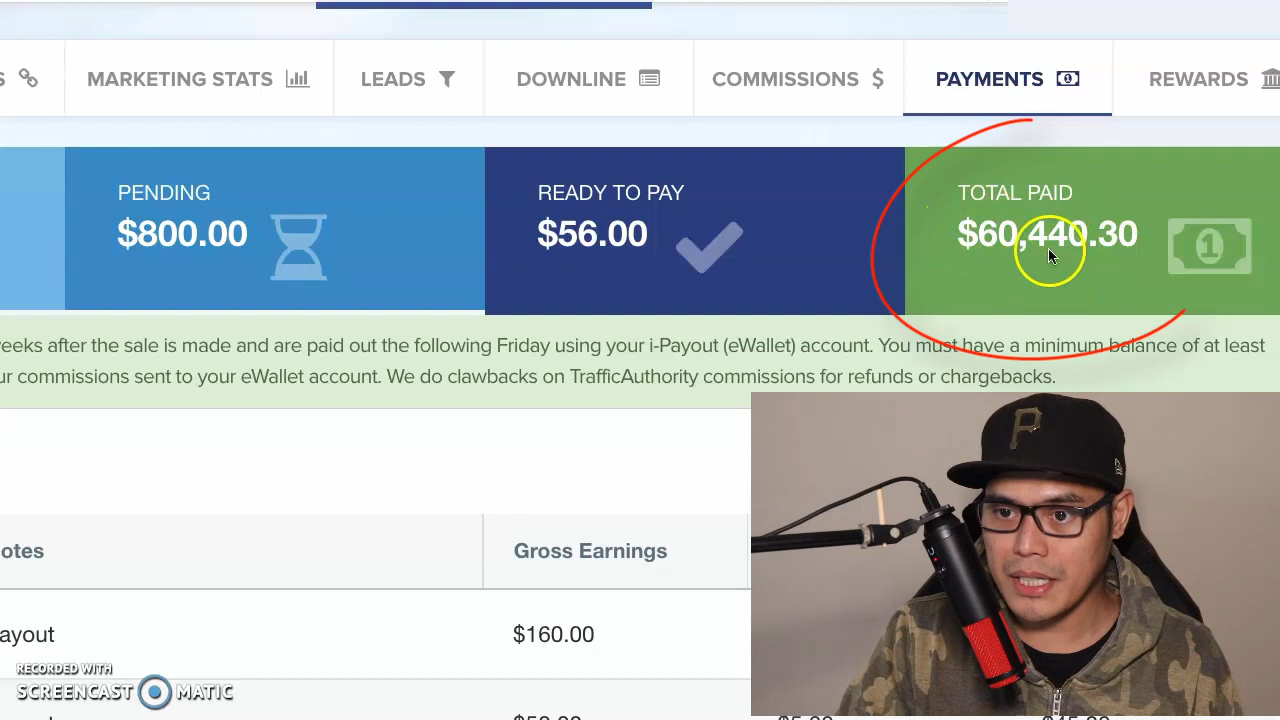 S
MARKETING STATS
LEADS
DOWNLINE
COMMISSIONS $
PAYMENTS
REWARDS
PENDING
$800.00
READY TO PAY
$56.00
TOTAL PAID
$60,440.30
1
eeks after the sale is made and are paid out the following Friday using your i-Payout (eWallet) account. You must have a minimum balance of at least
ur commissions sent to your eWallet account. We do clawbacks on TrafficAuthority commissions for refunds or chargebacks.
otes
Gross Earnings
ayout
$160.00
P
RECORDED WITH
SCREENCAST MATIC